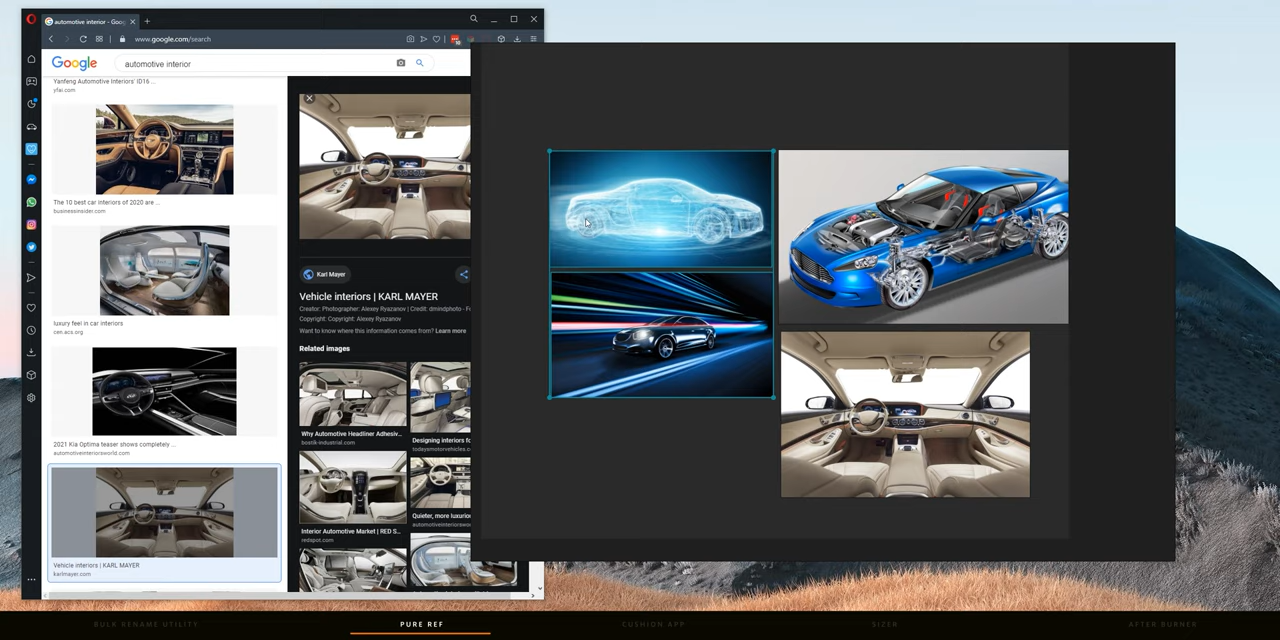 automotive interior - Goog
www.google.com/search
Google
automotive interior
Yanfeng Automotive Interiors' ID16 ...
yfai.com
The 10 best car interiors of 2020 are ...
businessinsider.com
luxury feel in car interiors
cen.acs.org
2021 Kia Optima teaser shows completely ...
automotiveinteriorsworld.com
Vehicle interiors | KARL MAYER
karlmayer.com
Karl Mayer
Vehicle interiors | KARL MAYER
Creator: Photographer: Alexey Ryazanov | Credit: dmindphoto - Fo
Copyright: Copyright: Alexey Ryazanov
Want to know where this information comes from? Learn more
Related images
Why Automotive Headliner Adhesiv...
bostik-industrial.com
Designing interiors fo
todaysmotorvehicles.c
Interior Automotive Market | RED S...
redspot.com
Quieter, more luxuriou
automotiveinteriorswo
BULK RENAME UTILITY
PURE REF
CUSHION APP
SIZER
AFTER BURNER